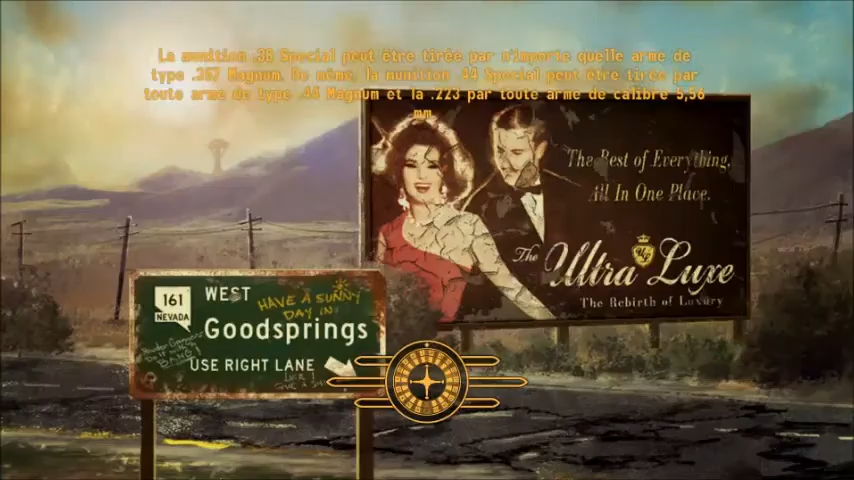 La munition .38 Special peut être tirée par n'importe quelle arme de
type .357 Magnum. De même, la munition .44 Special peut être tirée par
toute arme de type .44 Magnum et la .223 par toute arme de calibre 5,56
mm.
The Best of Everything,
All In One Place.
The Ultra Luxe
The Rebirth of Luxury
161
NEVADA
WEST
HAVE A SUNNY
DAY IN
Goodsprings
Powder Gangers
BANG!
USE RIGHT LANE